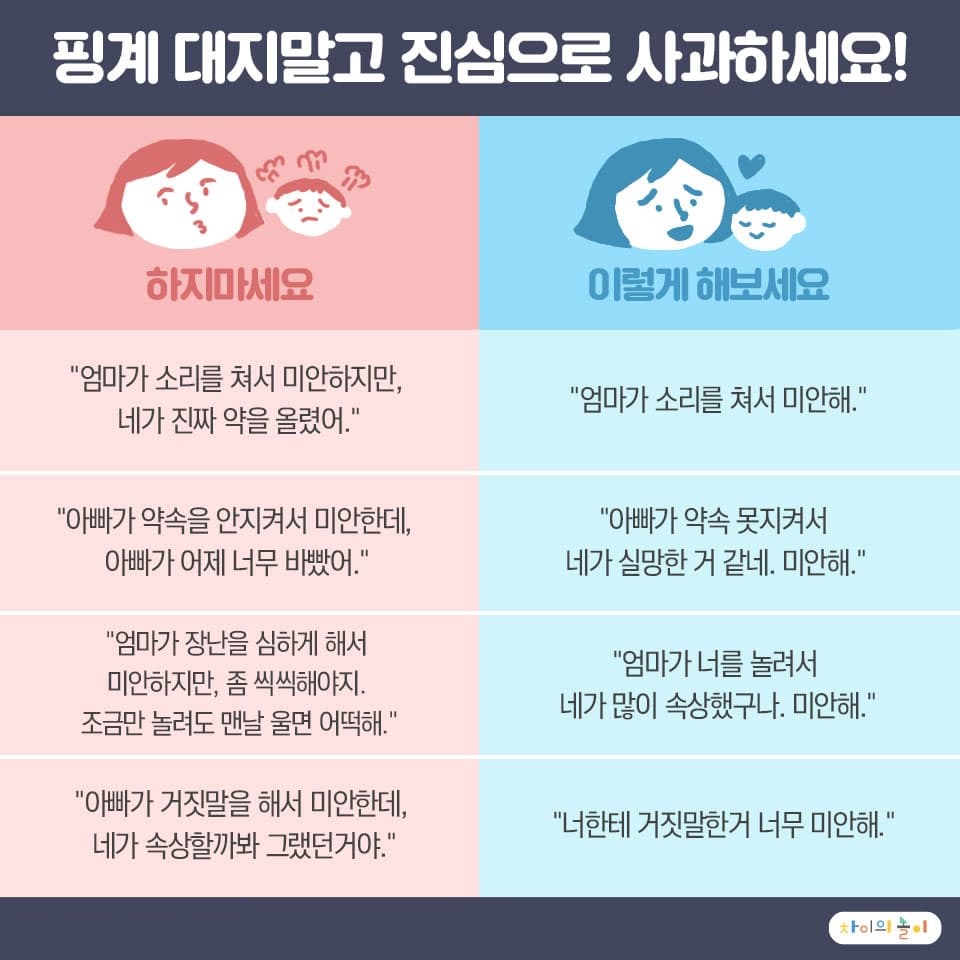 핑계 대지말고 진심으로 사과하세요!
하지마세요
이렇게 해보세요
"엄마가 소리를 쳐서 미안하지만,
네가 진짜 약을 올렸어."
"엄마가 소리를 쳐서 미안해."
"아빠가 약속을 안지켜서 미안한데,
아빠가 어제 너무 바빴어."
"아빠가 약속 못지켜서
네가 실망한 거 같네. 미안해."
"엄마가 장난을 심하게 해서
미안하지만, 좀 씩씩해야지.
조금만 놀려도 맨날 울면 어떡해."
"엄마가 너를 놀려서
네가 많이 속상했구나. 미안해."
"아빠가 거짓말을 해서 미안한데,
네가 속상할까봐 그랬던거야."
"너한테 거짓말한거 너무 미안해."
차이의 놀이